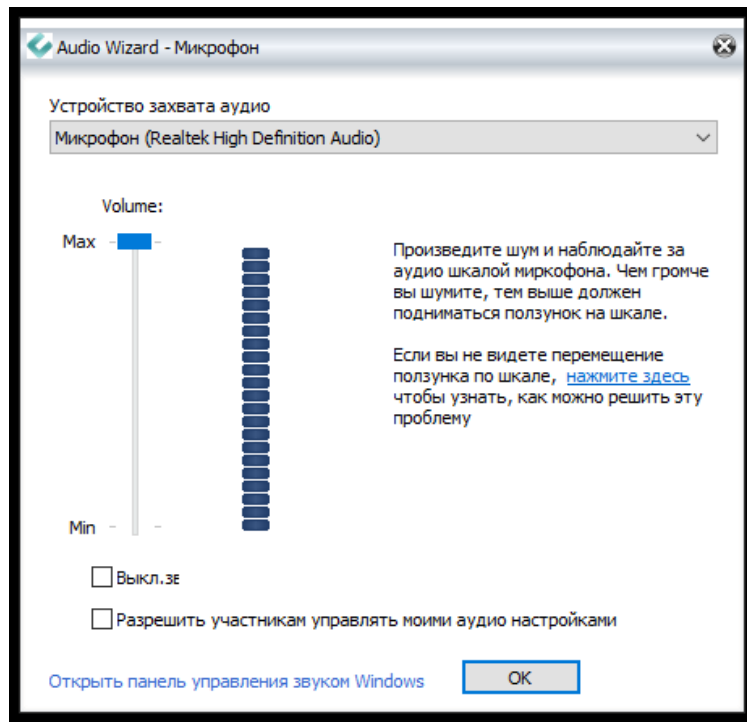 Audio Wizard - Микрофон
Устройство захвата аудио
Микрофон (Realtek High Definition Audio)
Volume:
Max
Произведите шум и наблюдайте за
аудио шкалой миркофона. Чем громче
вы шумите, тем выше должен
подниматься ползунок на шкале.
Если вы не видете перемещение
ползунка по шкале, нажмите здесь
чтобы узнать, как можно решить эту
проблему
Min
Выкл.зв
Разрешить участникам управлять моими аудио настройками
Открыть панель управления звуком Windows
OK